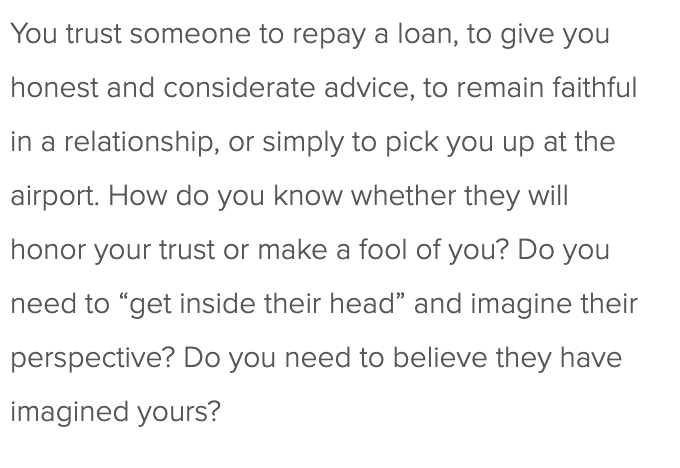 You trust someone to repay a loan, to give you
honest and considerate advice, to remain faithful
in a relationship, or simply to pick you up at the
airport. How do you know whether they will
honor your trust or make a fool of you? Do you
need to “get inside their head” and imagine their
perspective? Do you need to believe they have
imagined yours?